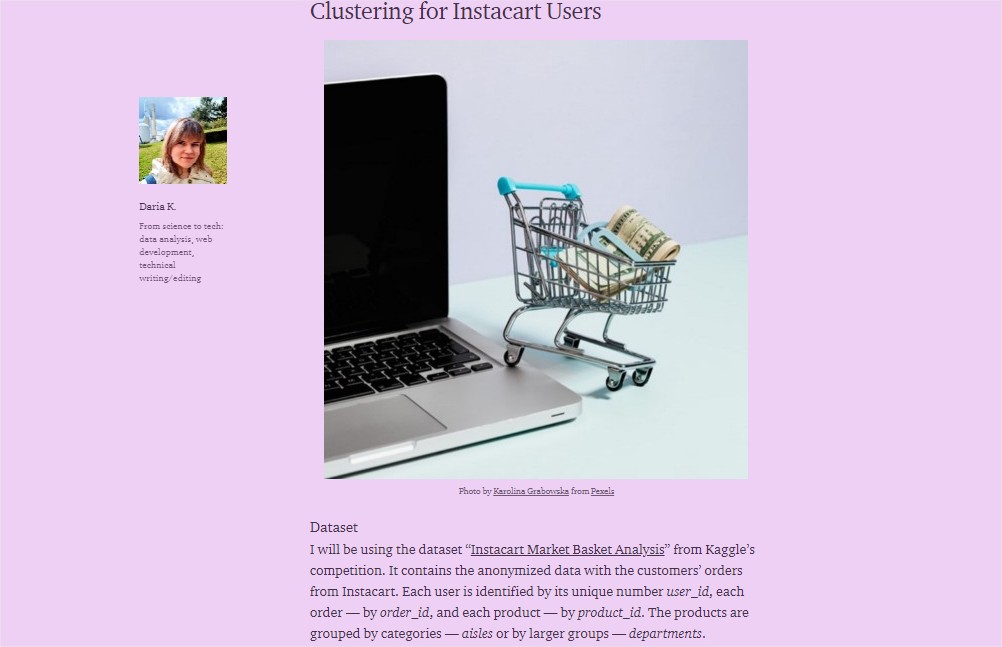 Clustering for Instacart Users
Daria K.
From science to tech:
data analysis, web
development,
technical
writing/editing
Photo by Karolina Grabowska from Pexels
Dataset
I will be using the dataset “Instacart Market Basket Analysis” from Kaggle’s
competition. It contains the anonymized data with the customers’ orders
from Instacart. Each user is identified by its unique number user_id, each
order — by order_id, and each product — by product_id. The products are
grouped by categories — aisles or by larger groups — departments.